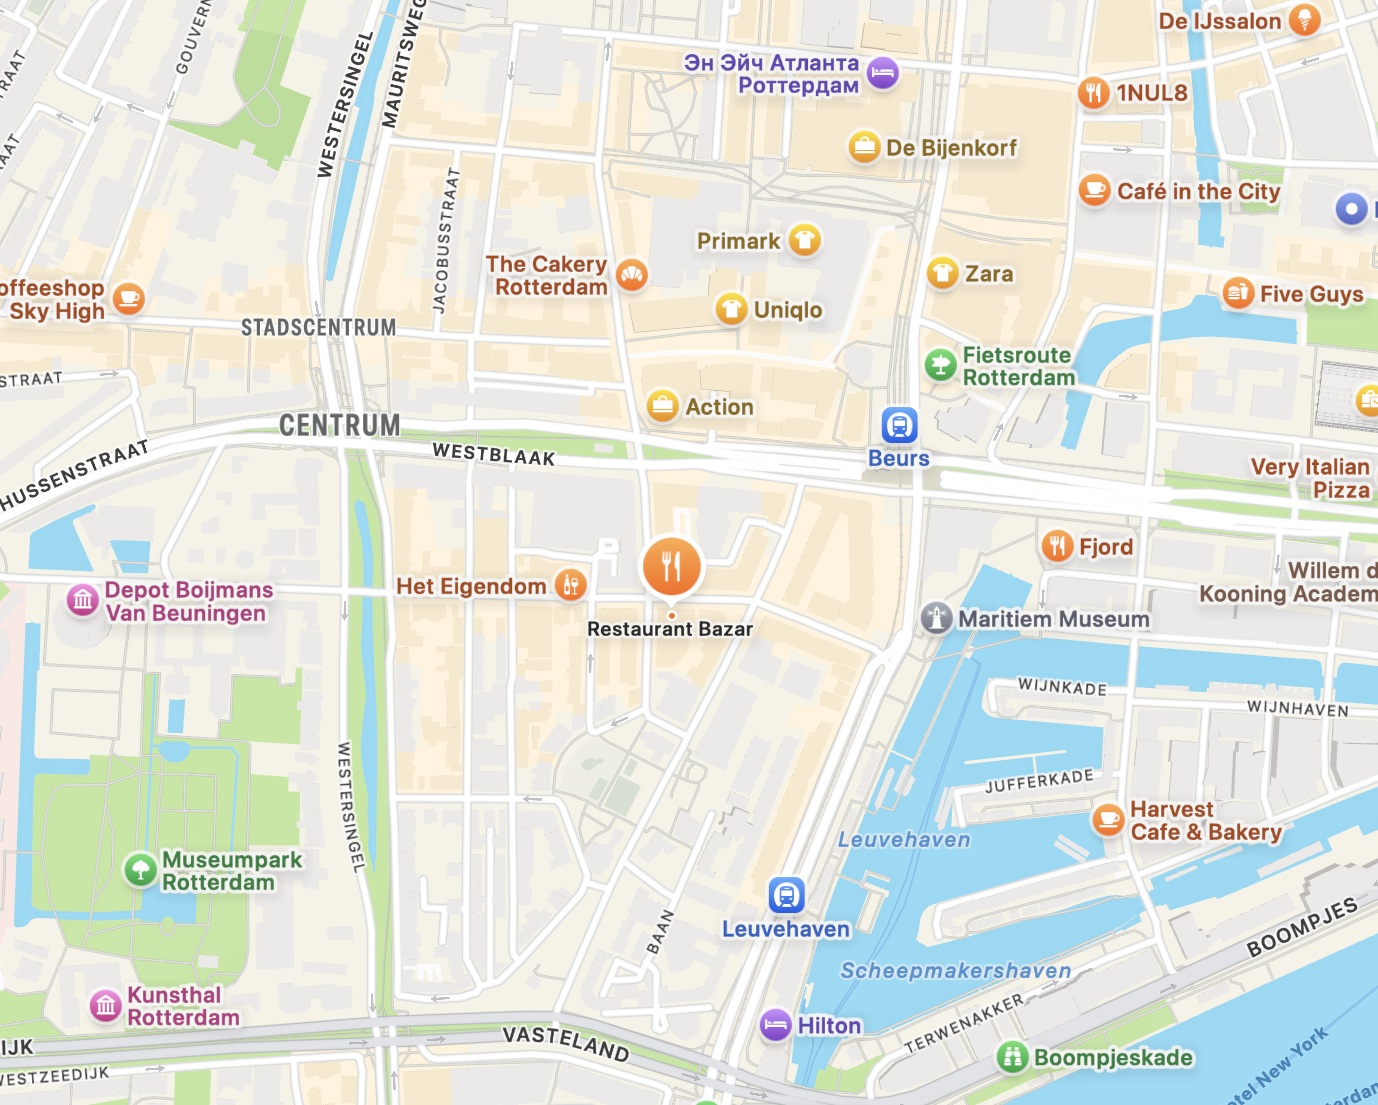 GOUVERN
WESTERSINGEL
MAURITSWEG
De IJssalon
Эн Эйч Атланта
Роттердам
1NUL8
De Bijenkorf
Café in the City
JACOBUSSTRAAT
Primark
The Cakery
Rotterdam
Zara
offeeshop
Sky High
Uniqlo
Five Guys
STADSCENTRUM
Fietsroute
Rotterdam
STRAAT
Action
CENTRUM
WESTBLAAK
Beurs
HUSSENSTRAAT
Very Italian
Pizza
Fjord
Het Eigendom
Depot Boijmans
Van Beuningen
Willem d
Kooning Academ
Restaurant Bazar
Maritiem Museum
WIJNKADE
WIJNHAVEN
WESTERSINGEL
JUFFERKADE
Harvest
Cafe & Bakery
Leuvehaven
Museumpark
Rotterdam
Leuvehaven
BAAN
BOOMPJES
Scheepmakershaven
Kunsthal
Rotterdam
Hilton
TERWENAKKER
VASTELAND
IJK
WESTZEEDIJK
Boompjeskade
otel New York